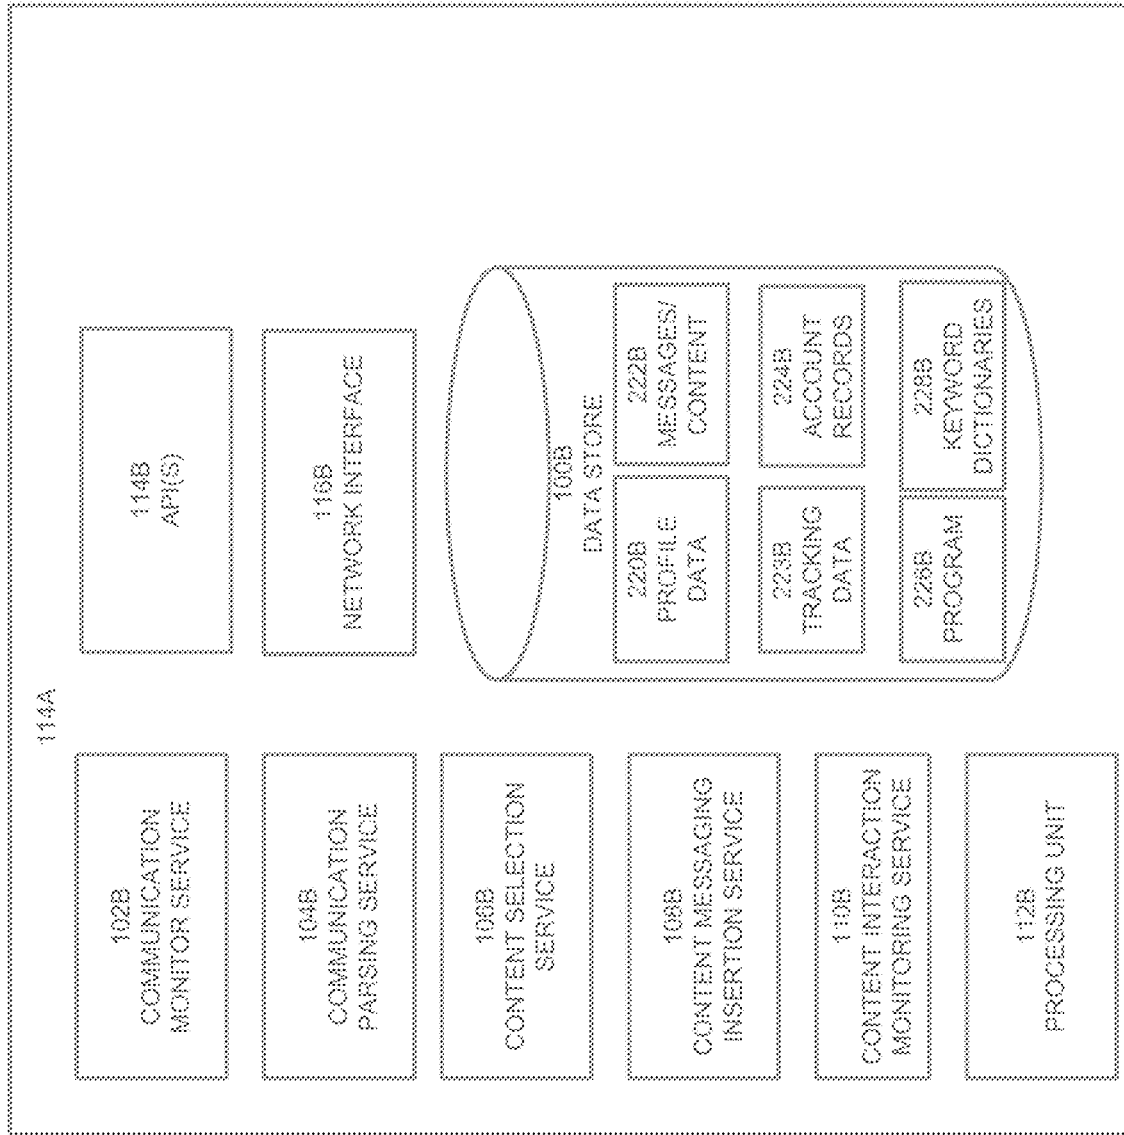 114A
102B
COMMUNICATION
MONITOR SERVICE
104B
COMMUNICATION
PARSING SERVICE
106B
CONTENT SELECTION
SERVICE
108B
CONTENT MESSAGING
INSERTION SERVICE
110B
CONTENT INTERACTION
MONITORING SERVICE
112B
PROCESSING UNIT
114B
API(S)
116B
NETWORK INTERFACE
100B
DATA STORE
220B
PROFILE
DATA
222B
MESSAGES/
CONTENT
223B
TRACKING
DATA
224B
ACCOUNT
RECORDS
226B
PROGRAM
228B
KEYWORD
DICTIONARIES